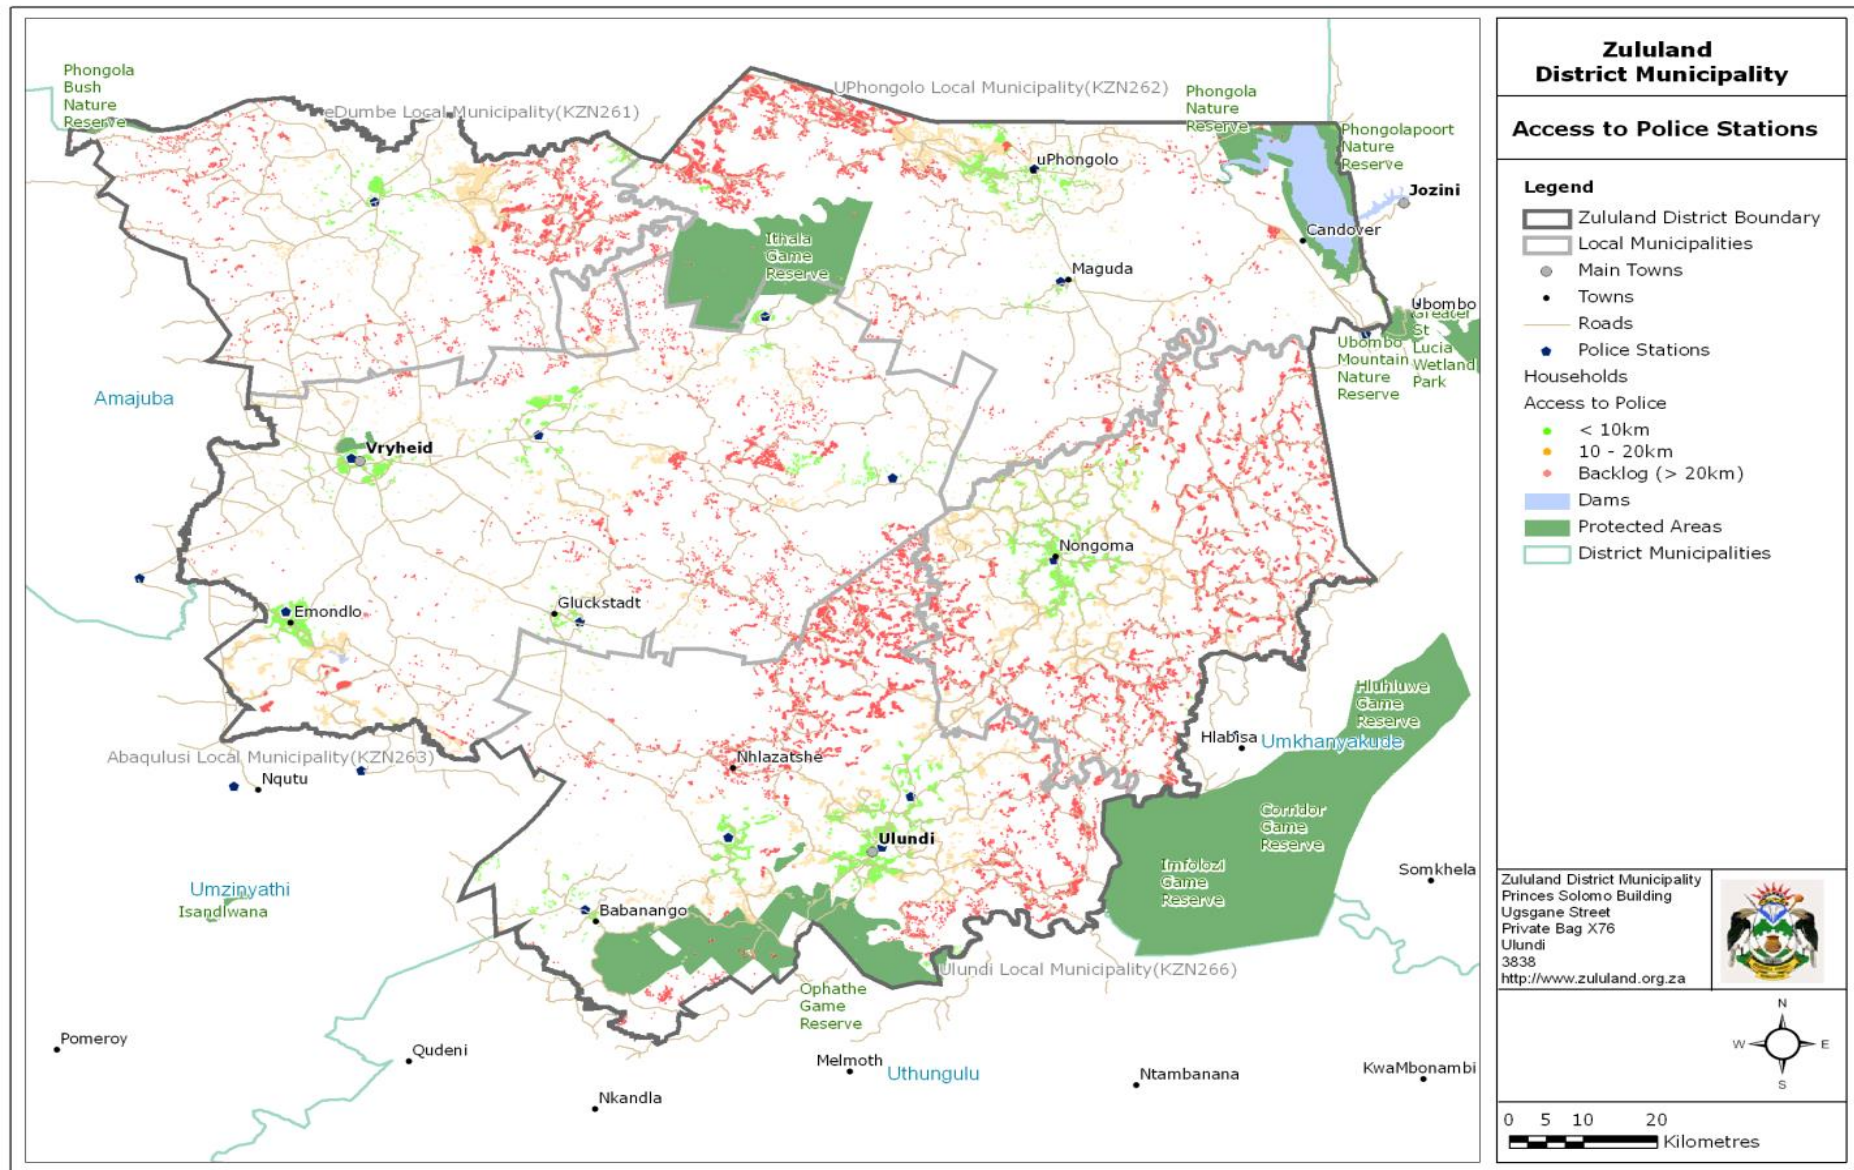 Zululand
District Municipality
Access to Police Stations
Legend
Zululand District Boundary
Local Municipalities
Main Towns
Towns
Roads
Police Stations
Households
Access to Police
< 10km
10 - 20km
Backlog (> 20km)
Dams
Protected Areas
District Municipalities
Zululand District Municipality
Princes Solomo Building
Ugsgane Street
Private Bag X76
Ulundi
3838
http://www.zululand.org.za
N
W
E
S
0 5 10 20
Kilometres
Phongola
Bush
Nature
Reserve
eDumbe Local Municipality(KZN261)
UPhongolo Local Municipality(KZN262)
Phongola
Nature
Reserve
Phongolapoort
Nature
Reserve
uPhongolo
Jozini
Candover
Ithala
Game
Reserve
Maguda
Ubombo
Greater
St
Lucia
Wetland
Park
Ubombo
Mountain
Nature
Reserve
Amajuba
Vryheid
Nongoma
Emondlo
Gluckstadt
Hluhluwe
Game
Reserve
Hlabisa
Umkhanyakude
Abaqulusi Local Municipality(KZN263)
Nqutu
Nhlazatshe
Corridor
Game
Reserve
Ulundi
Imfolozi
Game
Reserve
Somkhela
Umzinyathi
Isandlwana
Babanango
Ulundi Local Municipality(KZN266)
Ophathe
Game
Reserve
Pomeroy
Qudeni
Melmoth
Uthungulu
Ntambanana
KwaMbonambi
Nkandla